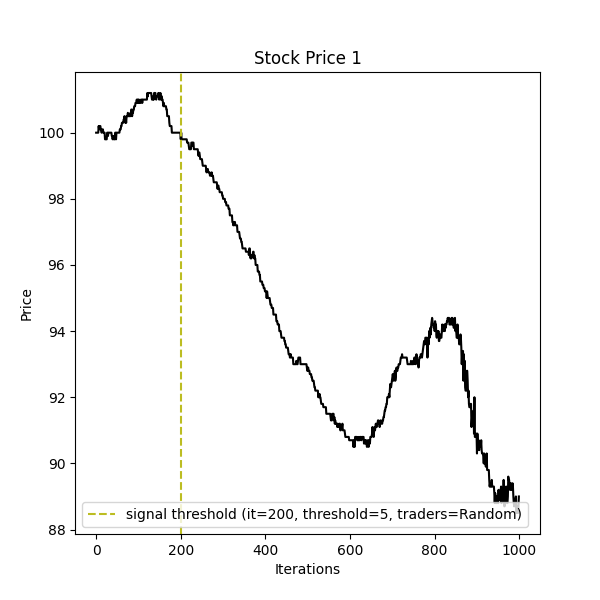 Stock Price 1
Price
100
98
96
94
92
90
88
signal threshold (it=200, threshold=5, traders=Random)
0 200 400 600 800 1000
Iterations